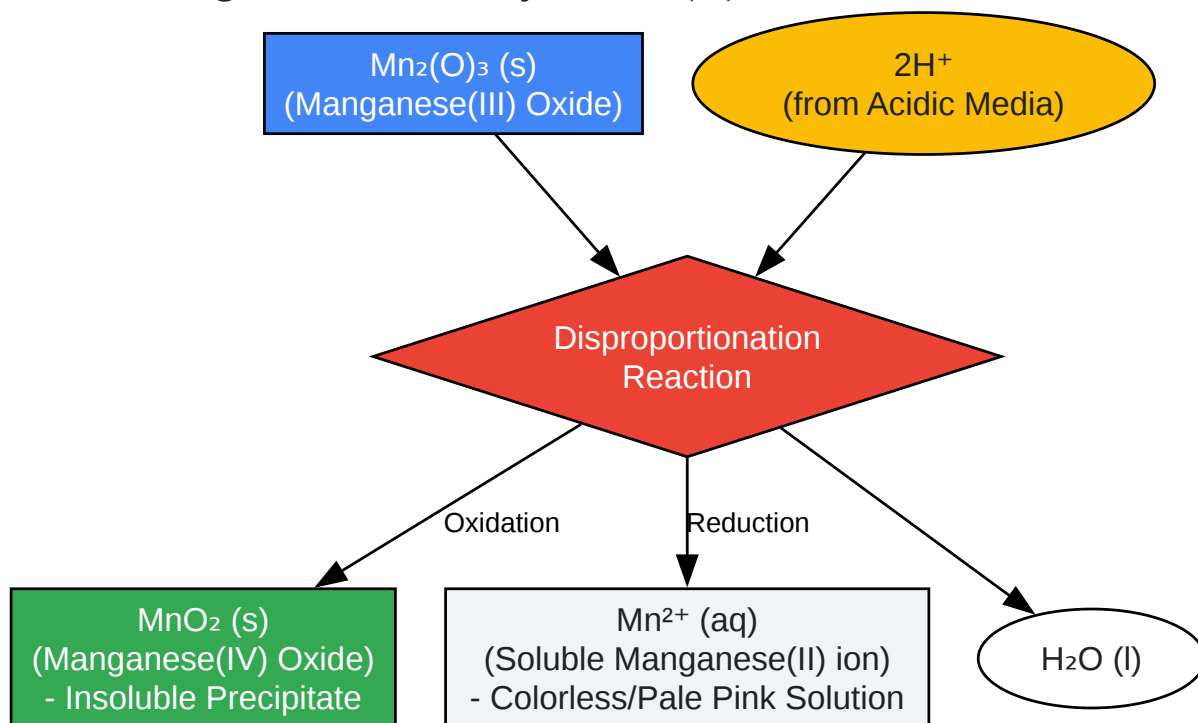 Mn₂(O)₃ (s)
(Manganese(III) Oxide)
2H⁺
(from Acidic Media)
Disproportionation
Reaction
Oxidation
Reduction
MnO₂ (s)
(Manganese(IV) Oxide)
- Insoluble Precipitate
Mn²⁺ (aq)
(Soluble Manganese(II) ion)
- Colorless/Pale Pink Solution
H₂O (l)